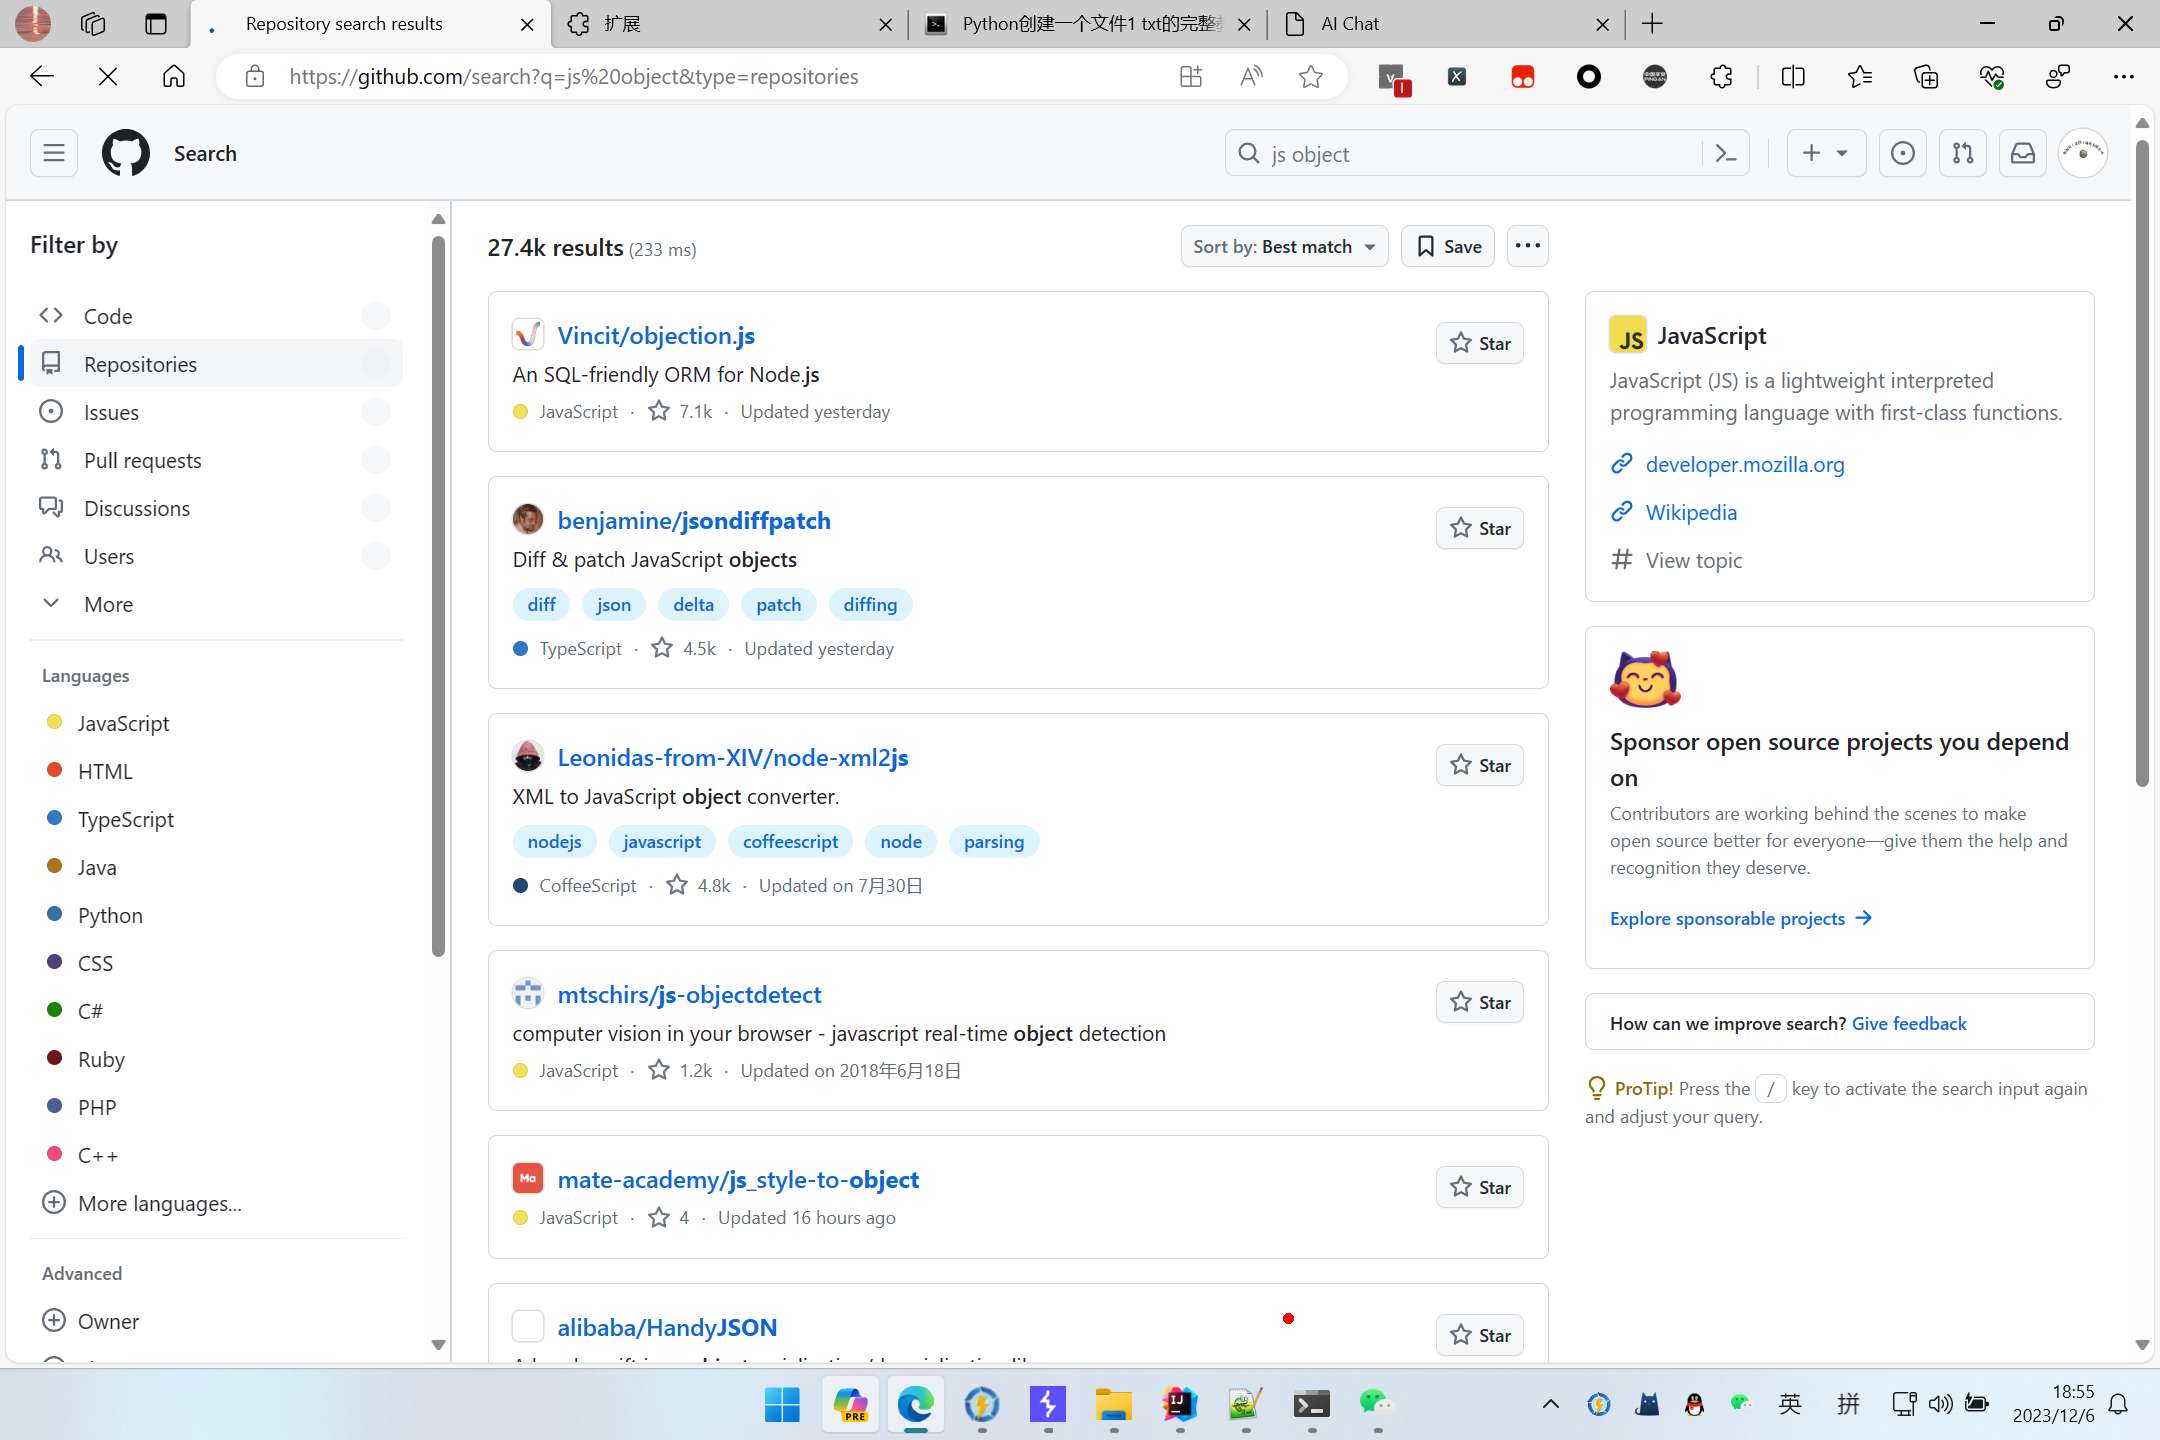 Repository search results
扩展
Python创建一个文件1 txt的完整
AI Chat
https://github.com/search?q=js%20object&type=repositories
Search
js object
Filter by
Code
Repositories
Issues
Pull requests
Discussions
Users
More
Languages
JavaScript
HTML
TypeScript
Java
Python
CSS
C#
Ruby
PHP
C++
More languages...
Advanced
Owner
27.4k results (233 ms)
Sort by: Best match
Save
Vincit/objection.js
Star
An SQL-friendly ORM for Node.js
JavaScript · 7.1k · Updated yesterday
benjamine/jsondiffpatch
Star
Diff & patch JavaScript objects
diff json delta patch diffing
TypeScript · 4.5k · Updated yesterday
Leonidas-from-XIV/node-xml2js
Star
XML to JavaScript object converter.
nodejs javascript coffeescript node parsing
CoffeeScript · 4.8k · Updated on 7月30日
mtschirs/js-objectdetect
Star
computer vision in your browser - javascript real-time object detection
JavaScript · 1.2k · Updated on 2018年6月18日
Ma
mate-academy/js_style-to-object
Star
JavaScript · 4 · Updated 16 hours ago
alibaba/HandyJSON
Star
JS
JavaScript
JavaScript (JS) is a lightweight interpreted
programming language with first-class functions.
developer.mozilla.org
Wikipedia
# View topic
Sponsor open source projects you depend
on
Contributors are working behind the scenes to make
open source better for everyone—give them the help and
recognition they deserve.
Explore sponsorable projects →
How can we improve search? Give feedback
ProTip! Press the / key to activate the search input again
and adjust your query.
PRE
英
拼
18:55
2023/12/6